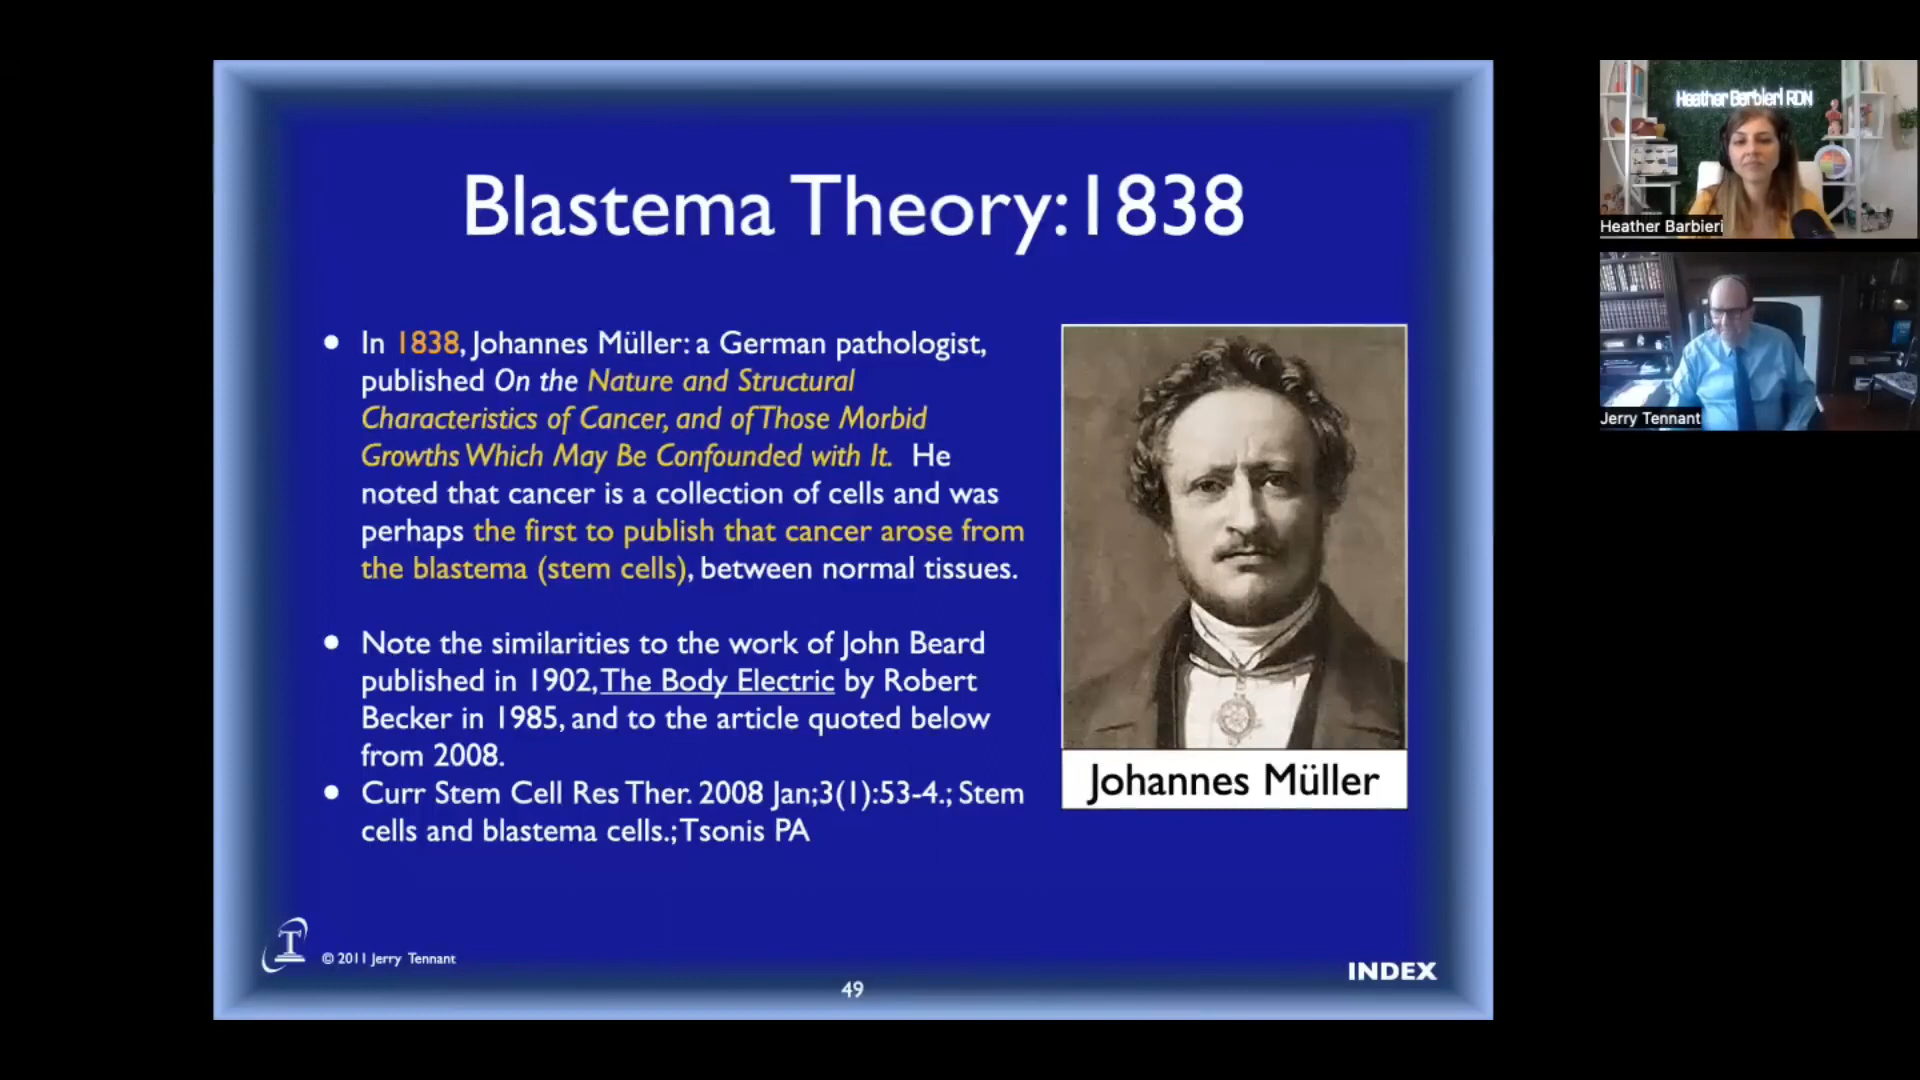 Blastema Theory: 1838
• In 1838, Johannes Müller: a German pathologist,
published On the Nature and Structural
Characteristics of Cancer, and of Those Morbid
Growths Which May Be Confounded with It. He
noted that cancer is a collection of cells and was
perhaps the first to publish that cancer arose from
the blastema (stem cells), between normal tissues.
• Note the similarities to the work of John Beard
published in 1902, The Body Electric by Robert
Becker in 1985, and to the article quoted below
from 2008.
• Curr Stem Cell Res Ther. 2008 Jan;3(1):53-4.; Stem
cells and blastema cells.; Tsonis PA
Johannes Müller
T
© 2011 Jerry Tennant
49
INDEX
Heather Barbieri RDN
Heather Barbieri
Jerry Tennant